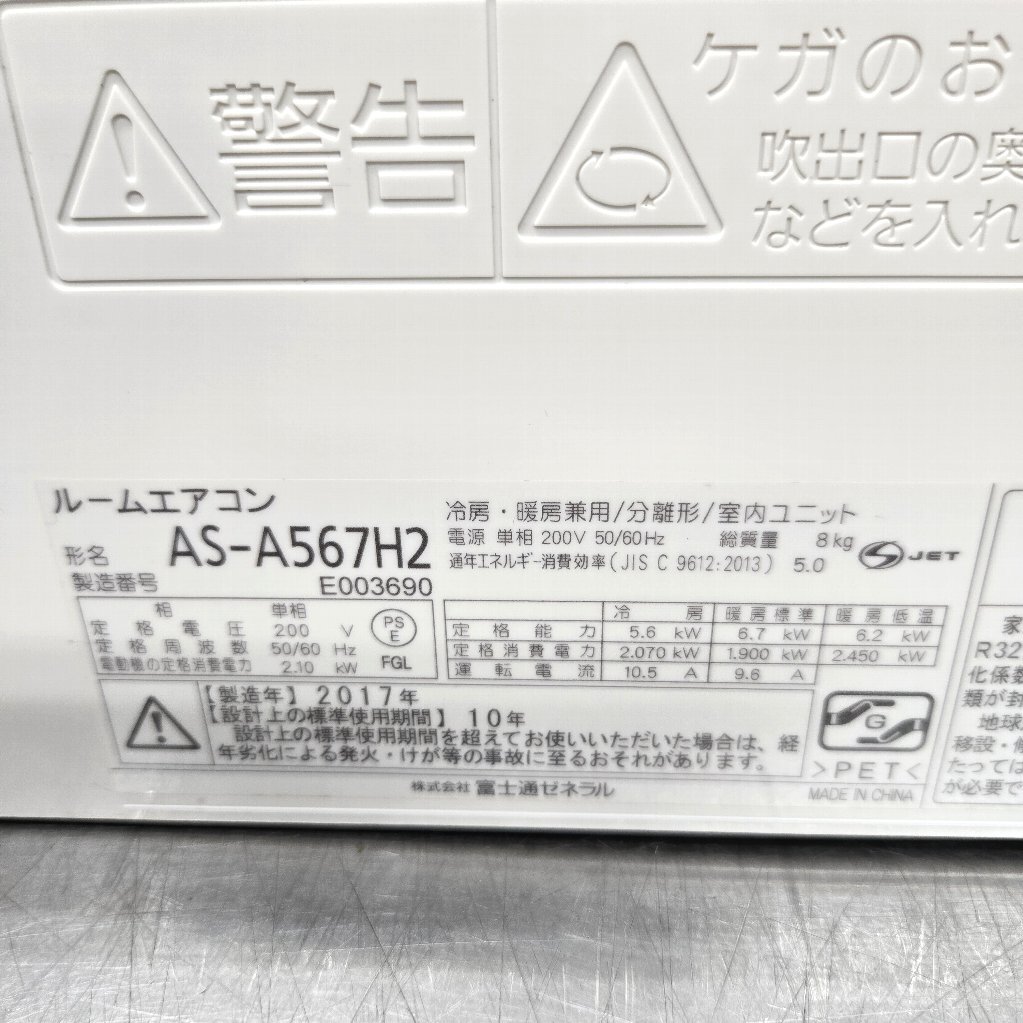 警告
ケガのお
吹出口の奥
などを入れ
ルームエアコン
形名 AS-A567H2
製造番号 E003690
相 単相
定格電圧 200 V
定格周波数 50/60 Hz
電動機の定格消費電力 2.10 kW
PS
E
FGL
冷房・暖房兼用/分離形/室内ユニット
電源 単相 200V 50/60Hz 総質量 8kg
通年エネルギー消費効率(JIS C 9612:2013) 5.0
S JET
冷房 暖房標準 暖房低温
定格能力 5.6 kW 6.7 kW 6.2 kW
定格消費電力 2.070 kW 1.900 kW 2.450 kW
運転電流 10.5 A 9.6 A
【製造年】2017年
【設計上の標準使用期間】10年
設計上の標準使用期間を超えてお使いいただいた場合は、経
年劣化による発火・けが等の事故に至るおそれがあります。
G
>PET<
株式会社 富士通ゼネラル
MADE IN CHINA
家
R32
化係数
類が封
地球
移設・修
たっては
が必要で